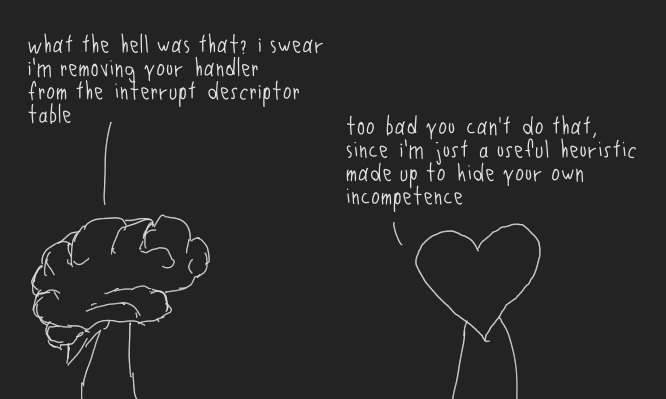 what the hell was that? i swear
i'm removing your handler
from the interrupt descriptor
table
too bad you can't do that,
since i'm just a useful heuristic
made up to hide your own
incompetence